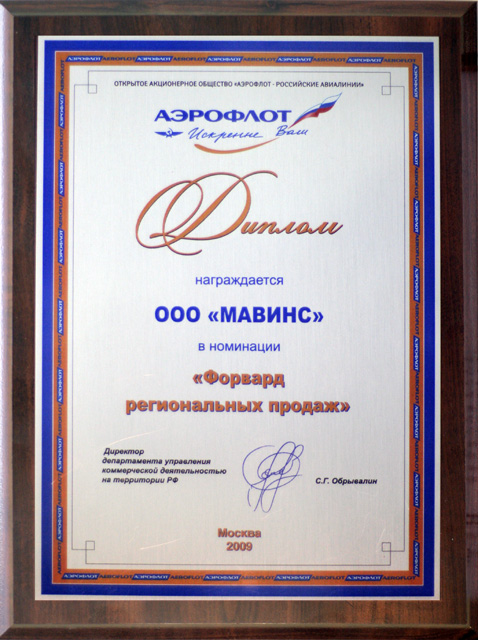 ОТКРЫТОЕ АКЦИОНЕРНОЕ ОБЩЕСТВО «АЭРОФЛОТ - РОССИЙСКИЕ АВИАЛИНИИ»
АЭРОФЛОТ
Искренне Ваш
Диплом
награждается
ООО «МАВИНС»
в номинации
«Форвард
региональных продаж»
Директор
департамента управления
коммерческой деятельностью
на территории РФ
С.Г. Обрывалин
Москва
2009